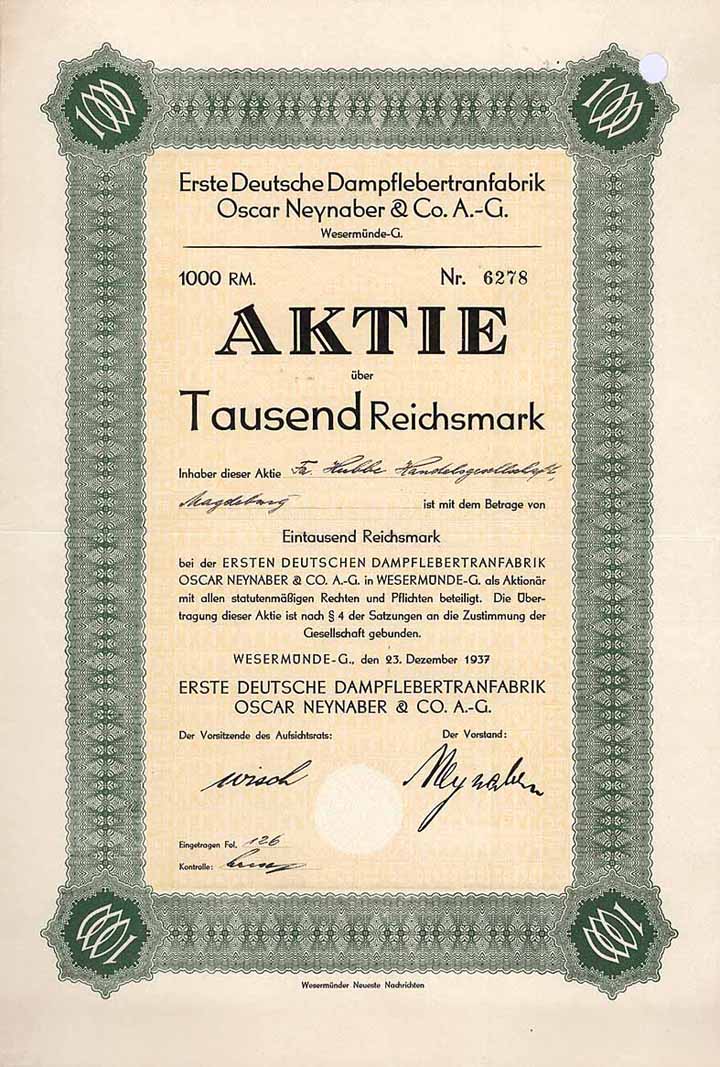 1000 1000
Erste Deutsche Dampflebertranfabrik
Oscar Neynaber & Co. A.-G.
Wesermünde-G.
1000 RM. Nr. 6278
AKTIE
über
Tausend Reichsmark
Inhaber dieser Aktie Fa. Hubbe Handelsgesellschaft,
Magdeburg ist mit dem Betrage von
Eintausend Reichsmark
bei der ERSTEN DEUTSCHEN DAMPFLEBERTRANFABRIK
OSCAR NEYNABER & CO. A.-G. in WESERMÜNDE-G. als Aktionär
mit allen statutenmäßigen Rechten und Pflichten beteiligt. Die Über-
tragung dieser Aktie ist nach § 4 der Satzungen an die Zustimmung der
Gesellschaft gebunden.
WESERMÜNDE-G., den 23. Dezember 1937
ERSTE DEUTSCHE DAMPFLEBERTRANFABRIK
OSCAR NEYNABER & CO. A.-G.
Der Vorsitzende des Aufsichtsrats: Der Vorstand:
Wisch Neynaber
Eingetragen Fol. 126
Kontrolle:
1000 1000
Wesermünder Neueste Nachrichten